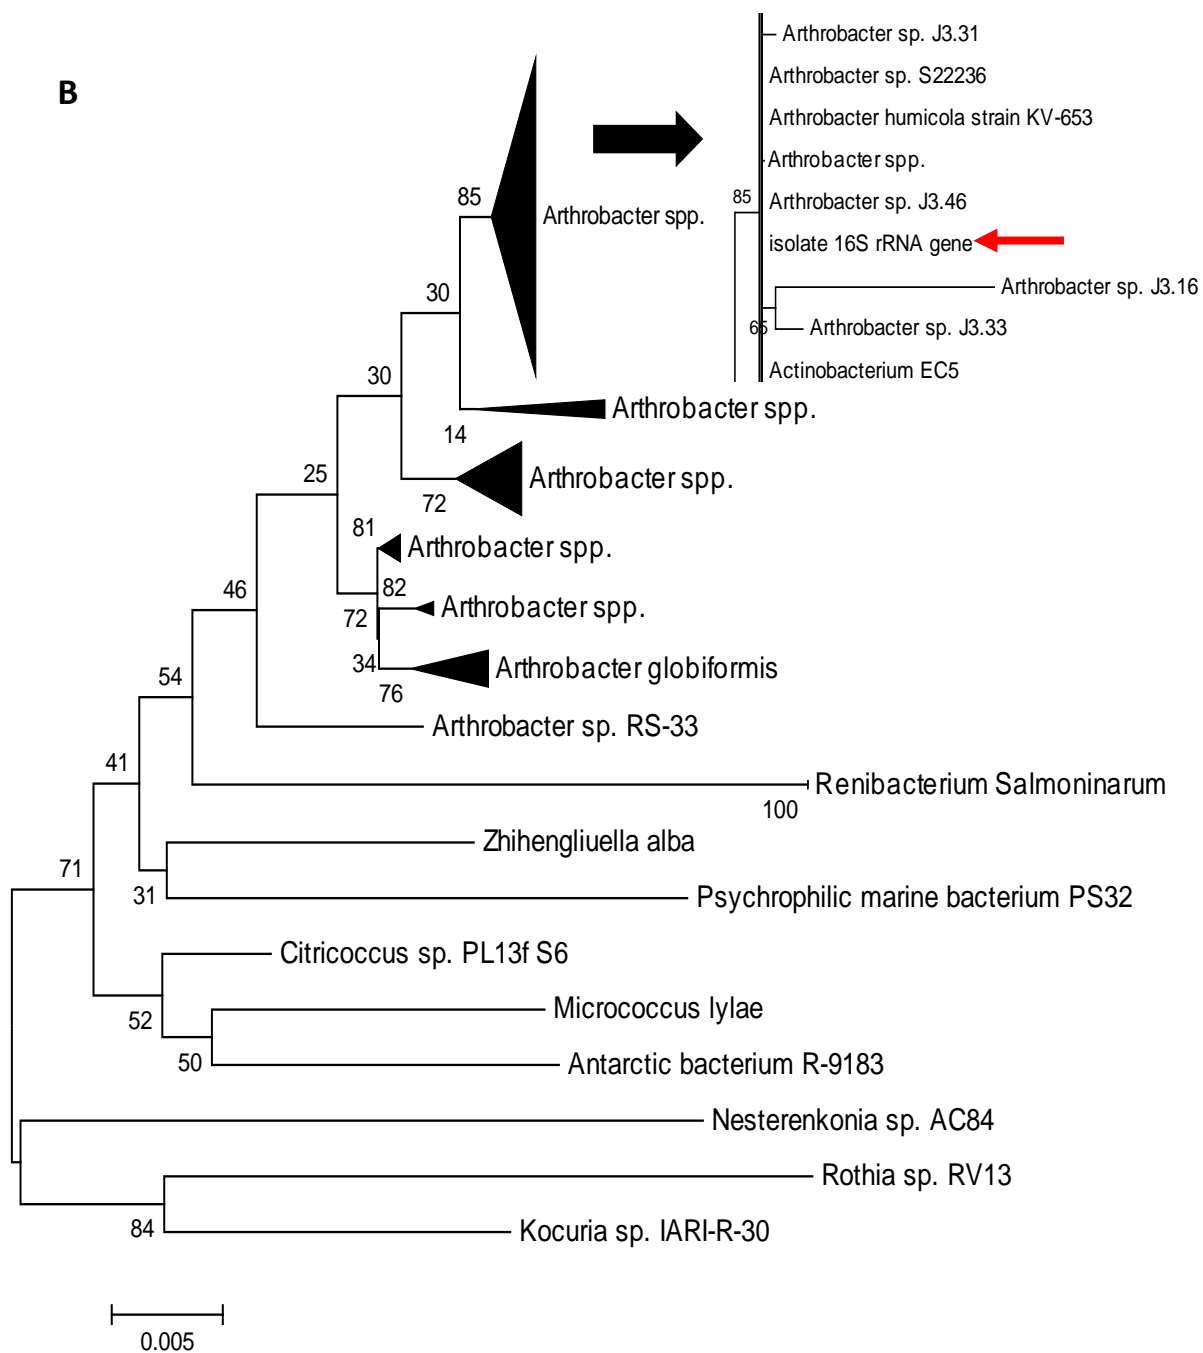 B
Arthrobacter sp. J3.31
Arthrobacter sp. S22236
Arthrobacter humicola strain KV-653
Arthrobacter spp.
85
Arthrobacter sp. J3.46
isolate 16S rRNA gene
Arthrobacter sp. J3.16
65
Arthrobacter sp. J3.33
Actinobacterium EC5
85
Arthrobacter spp.
30
Arthrobacter spp.
14
30
Arthrobacter spp.
72
25
81
Arthrobacter spp.
82
Arthrobacter spp.
72
34
Arthrobacter globiformis
76
46
Arthrobacter sp. RS-33
54
Renibacterium Salmoninarum
100
41
Zhihengliuella alba
31
Psychrophilic marine bacterium PS32
71
Citricoccus sp. PL13f S6
52
Micrococcus lylae
50
Antarctic bacterium R-9183
Nesterenkonia sp. AC84
Rothia sp. RV13
84
Kocuria sp. IARI-R-30
0.005